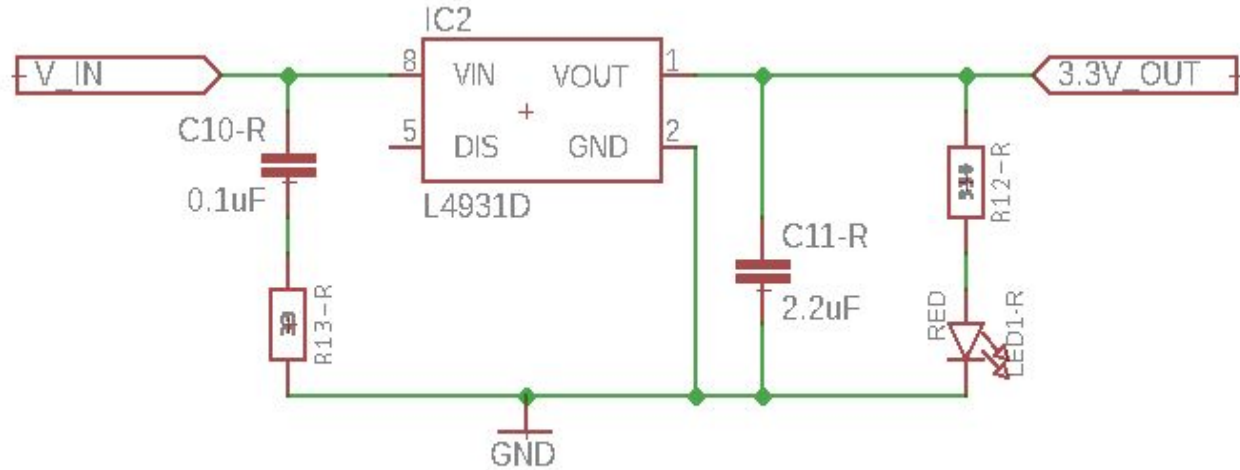 IC2
V_IN
8
VIN
VOUT
1
3.3V_OUT
C10-R
0.1uF
5
DIS
GND
2
L4931D
R12-R
C11-R
2.2uF
R13-R
RED
LED1-R
GND